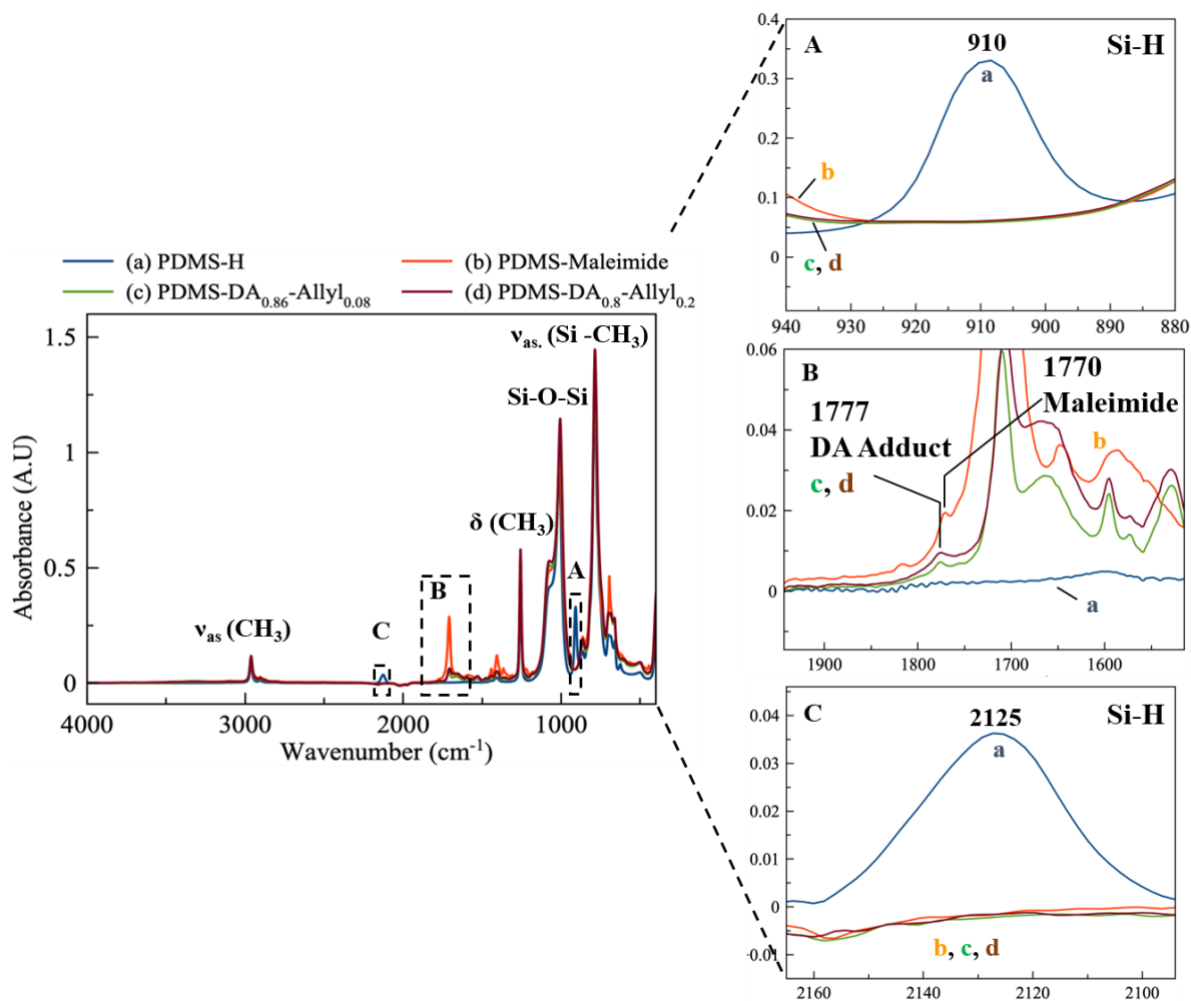 (a) PDMS-H
(b) PDMS-Maleimide
(c) PDMS-DA0.86-Allyl0.08
(d) PDMS-DA0.8-Allyl0.2
Absorbance (A.U)
1.5
1
0.5
0
νas. (Si -CH3)
Si-O-Si
δ (CH3)
A
B
C
νas (CH3)
4000 3000 2000 1000
Wavenumber (cm-1)
A
910
Si-H
a
b
c, d
0.4
0.3
0.2
0.1
0
940 930 920 910 900 890 880
B
1777
DA Adduct
c, d
1770
Maleimide
b
a
0.06
0.04
0.02
0
1900 1800 1700 1600
C
2125
Si-H
a
b, c, d
0.04
0.03
0.02
0.01
0
-0.01
2160 2140 2120 2100